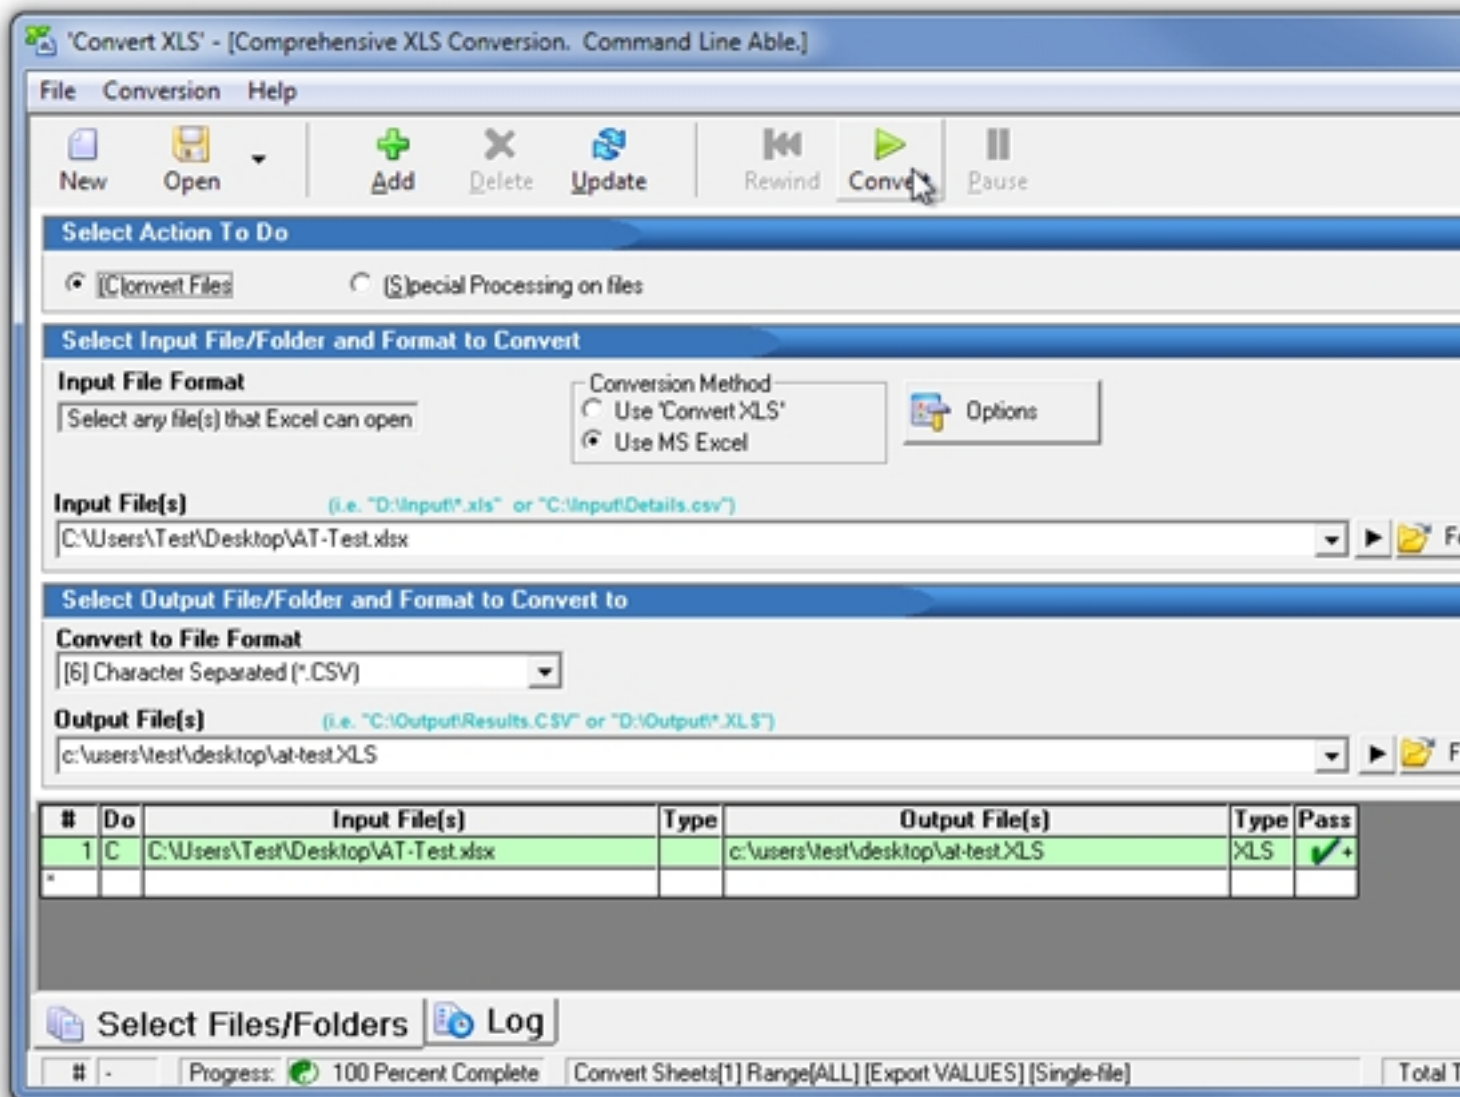 'Convert XLS' - [Comprehensive XLS Conversion.  Command Line Able.]
File Conversion Help
New Open Add Delete Update Rewind Convert Pause
Select Action To Do
[C]onvert Files (S)pecial Processing on files
Select Input File/Folder and Format to Convert
Input File Format
Select any file(s) that Excel can open
Conversion Method
Use 'Convert XLS'
Use MS Excel
Options
Input File(s) (i.e. "D:\Input\*.xls"  or "C:\Input\Details.csv")
C:\Users\Test\Desktop\AT-Test.xlsx
Select Output File/Folder and Format to Convert to
Convert to File Format
[6] Character Separated (*.CSV)
Output File(s) (i.e. "C:\Output\Results.CSV" or "D:\Output\*.XLS")
c:\users\test\desktop\at-test.XLS
# Do Input File(s) Type Output File(s) Type Pass
1 C C:\Users\Test\Desktop\AT-Test.xlsx c:\users\test\desktop\at-test.XLS XLS +
*
Select Files/Folders Log
# - Progress: 100 Percent Complete Convert Sheets[1] Range[ALL] [Export VALUES] [Single-file] Total